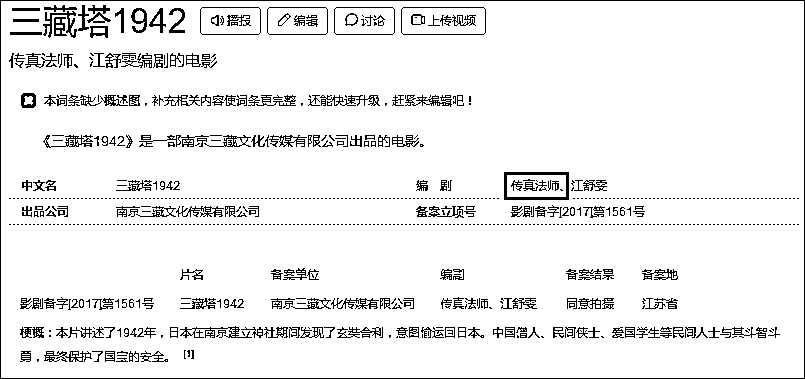 三藏塔1942 播报 编辑 讨论 上传视频
传真法师、江舒雯编剧的电影
本词条缺少概述图，补充相关内容使词条更完整，还能快速升级，赶紧来编辑吧！
《三藏塔1942》是一部南京三藏文化传媒有限公司出品的电影。
中文名 三藏塔1942 编 剧 传真法师、江舒雯
出品公司 南京三藏文化传媒有限公司 备案立项号 影剧备字[2017]第1561号
片名 备案单位 编剧 备案结果 备案地
影剧备字[2017]第1561号 三藏塔1942 南京三藏文化传媒有限公司 传真法师、江舒雯 同意拍摄 江苏省
梗概：本片讲述了1942年，日本在南京建立神社期间发现了玄奘舍利，意图偷运回日本。中国僧人、民间侠士、爱国学生等民间人士与其斗智斗
勇，最终保护了国宝的安全。 [1]